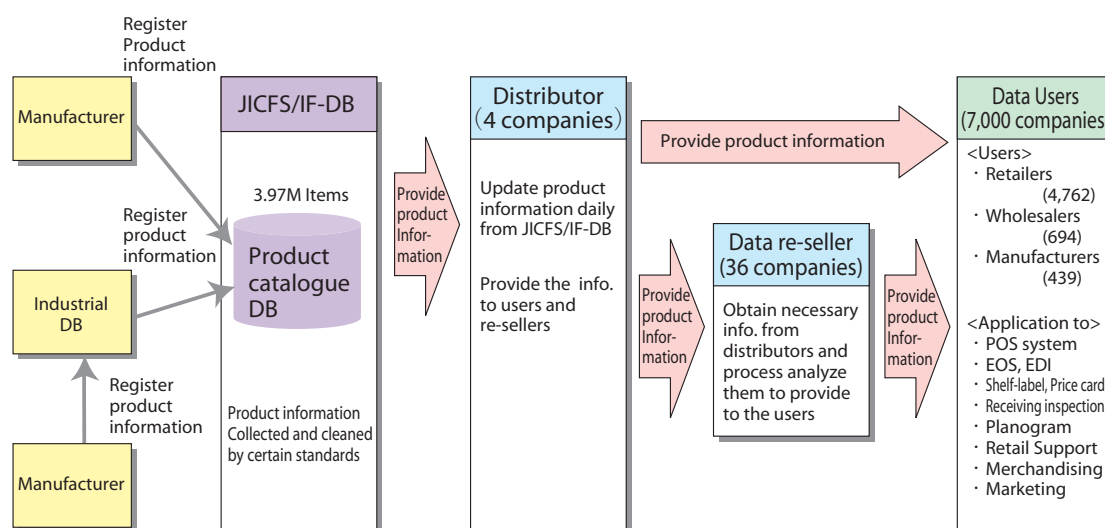 Register
Product
information
Manufacturer
Register
product
information
Industrial
DB
Register
product
information
Manufacturer
JICFS/IF-DB
3.97M Items
Product
catalogue
DB
Product information
Collected and cleaned
by certain standards
Provide
product
Infor-
mation
Distributor
(4 companies)
Update product
information daily
from JICFS/IF-DB
Provide the info.
to users and
re-sellers
Provide product information
Provide
product
Infor-
mation
Data re-seller
(36 companies)
Obtain necessary
info. from
distributors and
process analyze
them to provide
to the users
Provide
product
Infor-
mation
Data Users
(7,000 companies)
<Users>
・Retailers
(4,762)
・Wholesalers
(694)
・Manufacturers
(439)
<Application to>
・POS system
・EOS, EDI
・Shelf-label, Price card
・Receiving inspection
・Planogram
・Retail Support
・Merchandising
・Marketing